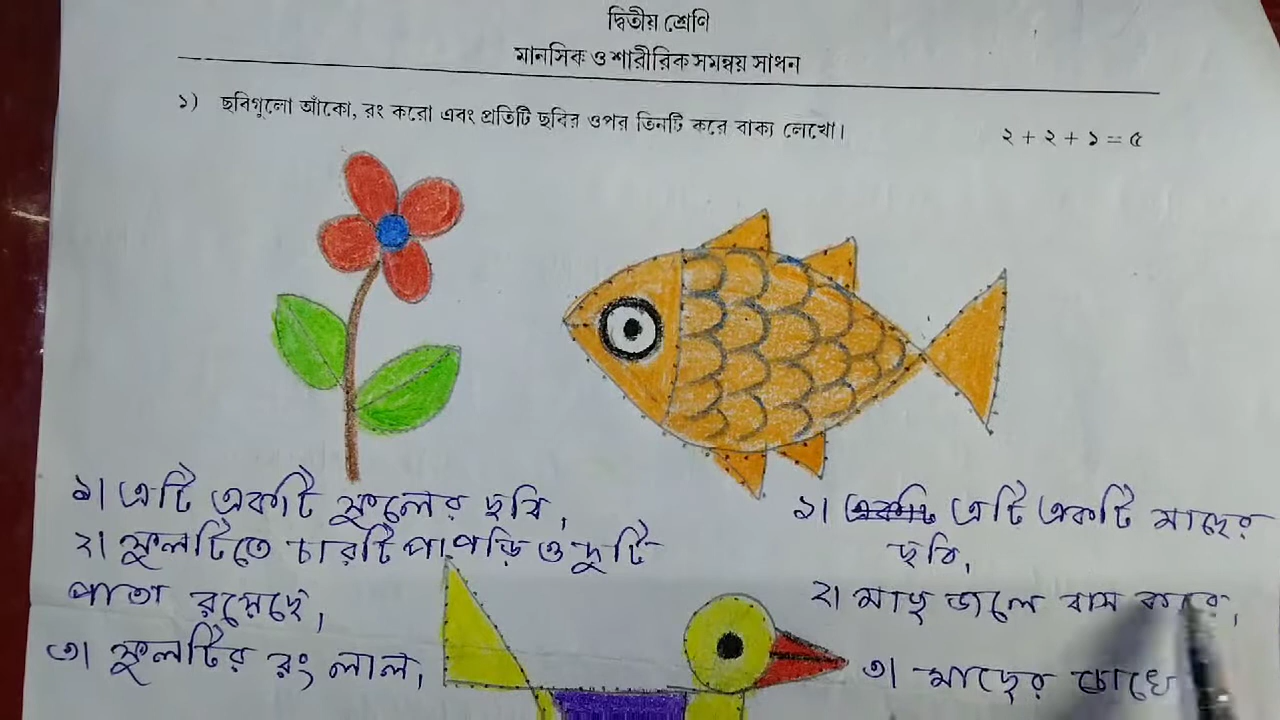 দ্বিতীয় শ্রেণি
মানসিক ও শারীরিক সমন্বয় সাধন
১) ছবিগুলো আঁকো, রং করো এবং প্রতিটি ছবির ওপর তিনটি করে বাক্য লেখো।
২ + ২ + ১ = ৫
১। এটি একটি ফুলের ছবি,
২। ফুলটিতে চারটি পাপড়ি ও দুটি
পাতা রয়েছে,
৩। ফুলটির রং লাল,
১। এটি একটি মাছের
ছবি,
২। মাছ জলে বাস করে,
৩। মাছের চোখে